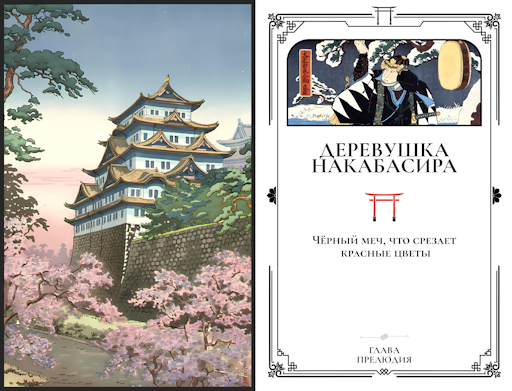 ДЕРЕВУШКА
НАКАБАСИРА
Чёрный меч, что срезает
красные цветы
ГЛАВА
ПРЕЛЮДИЯ